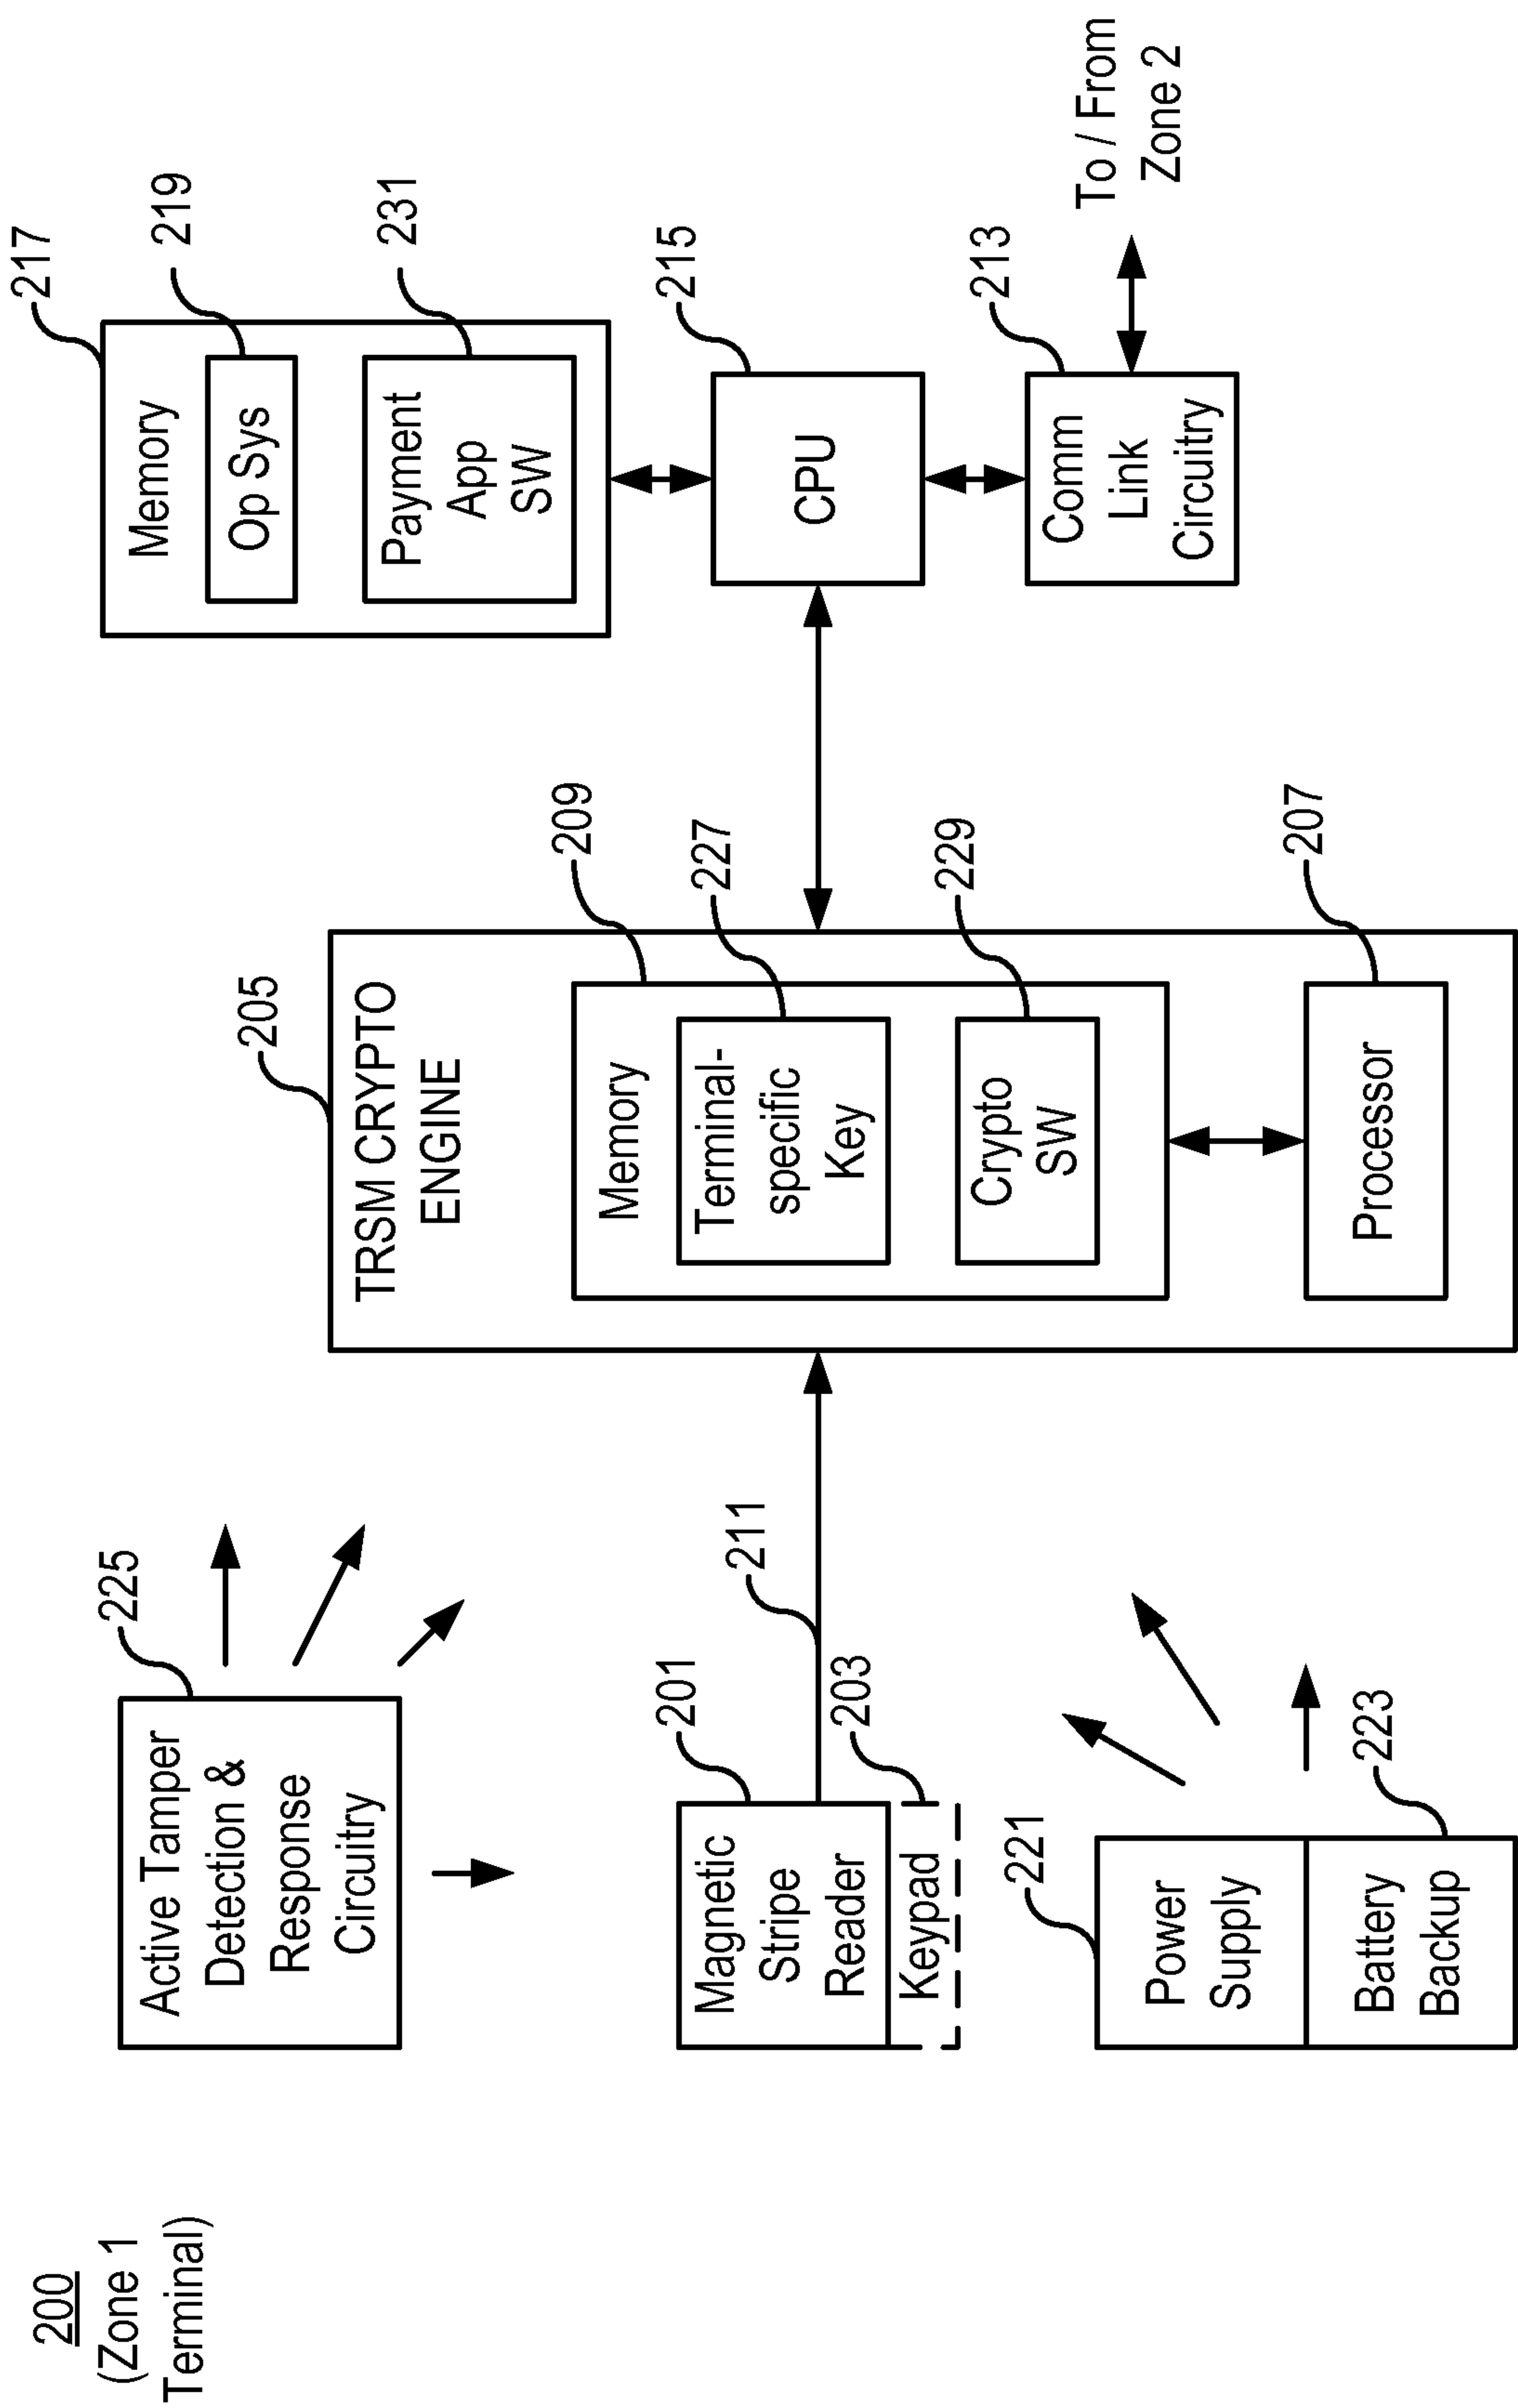 200
(Zone 1
Terminal)
225
Active Tamper
Detection &
Response
Circuitry
201
Magnetic
Stripe
Reader
203
Keypad
211
221
Power
Supply
223
Battery
Backup
205
TRSM CRYPTO
ENGINE
209
Memory
227
Terminal-
specific
Key
229
Crypto
SW
207
Processor
217
Memory
219
Op Sys
231
Payment
App
SW
215
CPU
213
Comm
Link
Circuitry
To / From
Zone 2